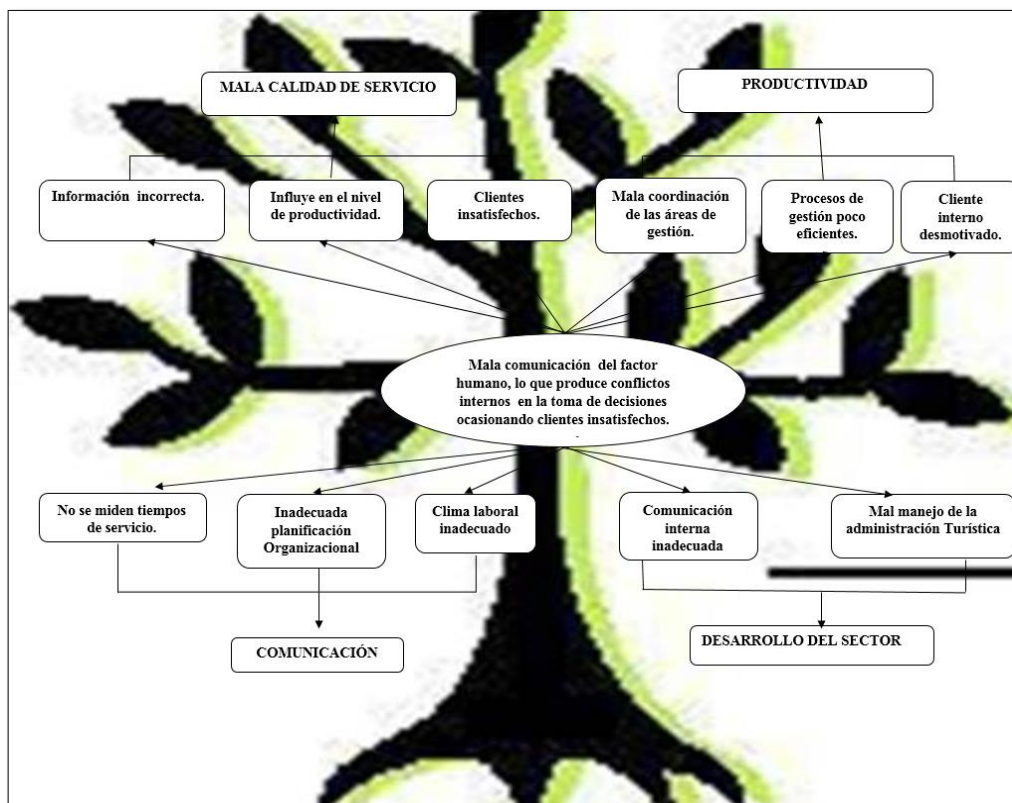 MALA CALIDAD DE SERVICIO
PRODUCTIVIDAD
Información incorrecta.
Influye en el nivel
de productividad.
Clientes
insatisfechos.
Mala coordinación
de las áreas de
gestión.
Procesos de
gestión poco
eficientes.
Cliente
interno
desmotivado.
Mala comunicación del factor
humano, lo que produce conflictos
internos en la toma de decisiones
ocasionando clientes insatisfechos.
No se miden tiempos
de servicio.
Inadecuada
planificación
Organizacional
Clima laboral
inadecuado
Comunicación
interna
inadecuada
Mal manejo de la
administración Turística
COMUNICACIÓN
DESARROLLO DEL SECTOR